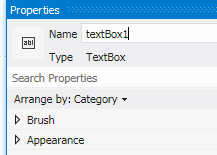 Properties
abl
Name textBox1
Type TextBox
Search Properties
Arrange by: Category
Brush
Appearance